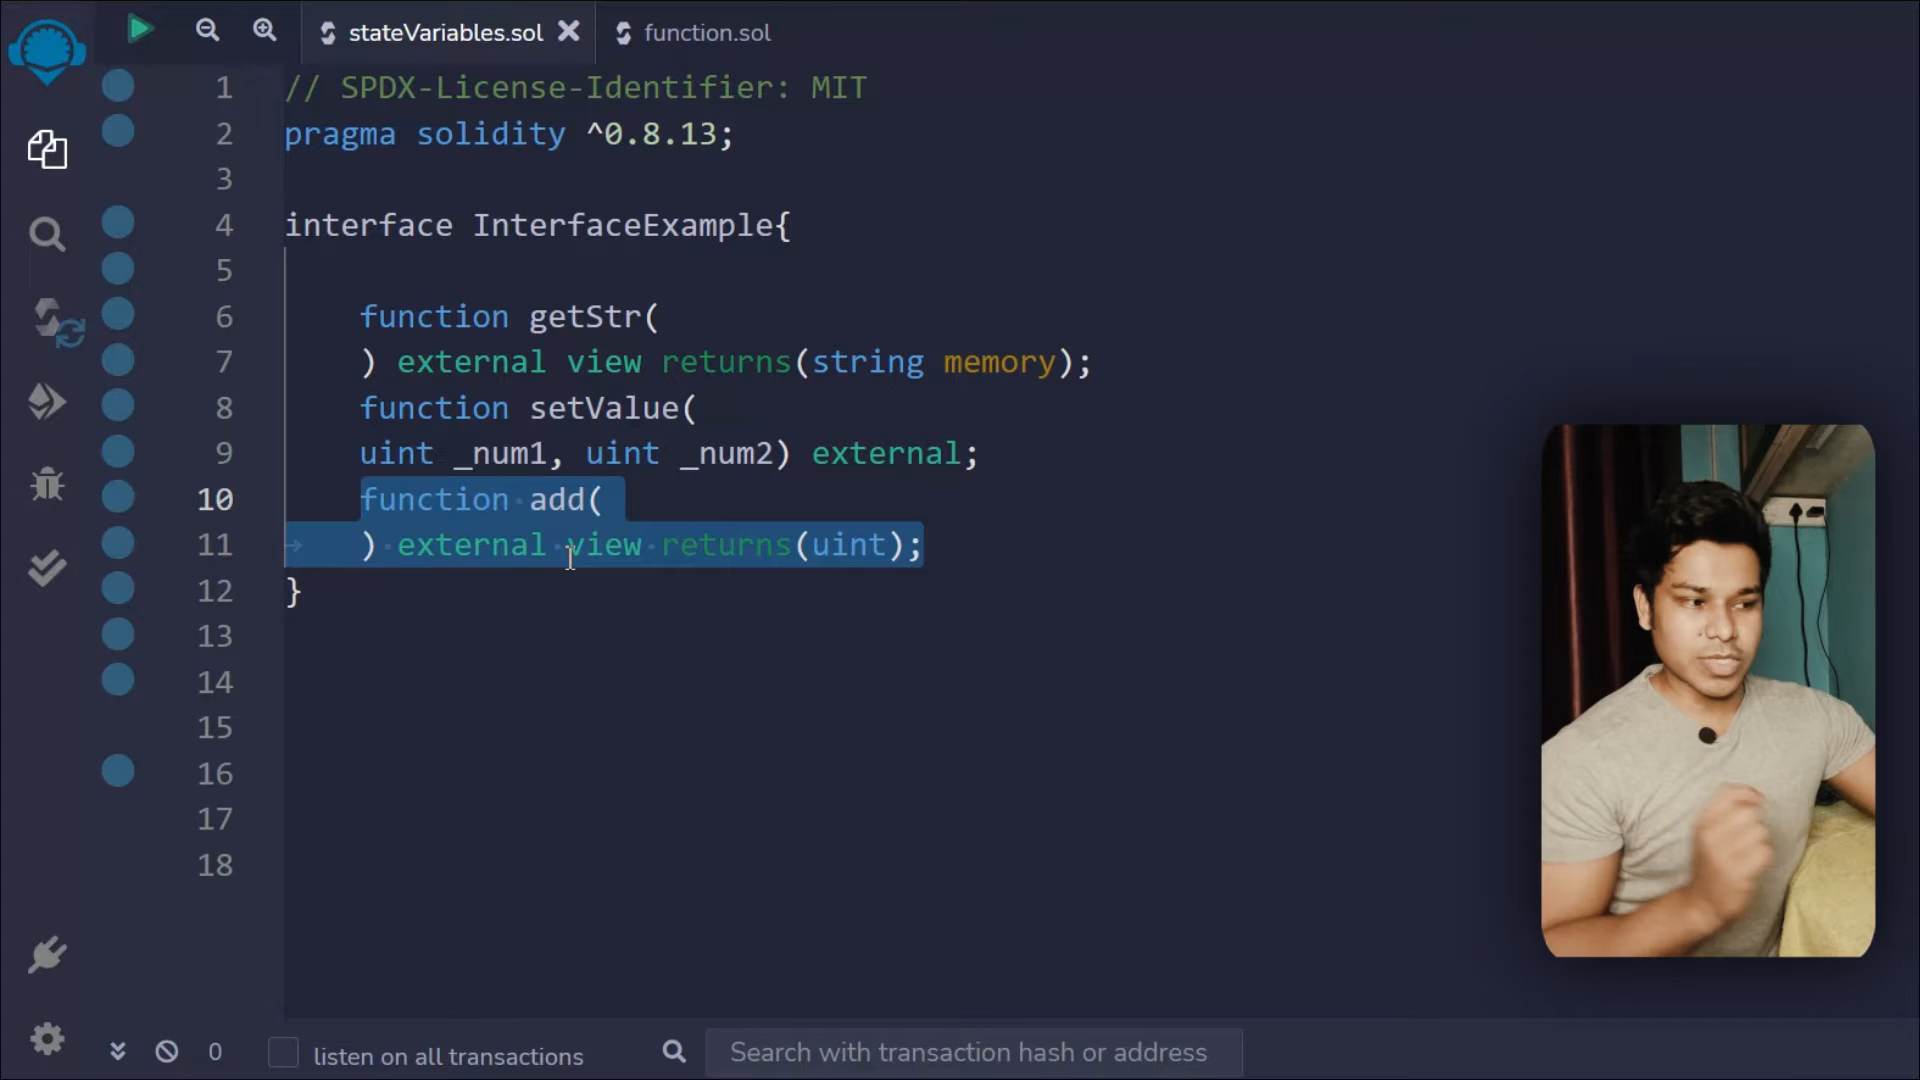 stateVariables.sol
function.sol
1 // SPDX-License-Identifier: MIT
2 pragma solidity ^0.8.13;
3
4 interface InterfaceExample{
5
6 function getStr(
7 ) external view returns(string memory);
8 function setValue(
9 uint _num1, uint _num2) external;
10 function add(
11 ) external view returns(uint);
12 }
13
14
15
16
17
18
0 listen on all transactions Search with transaction hash or address